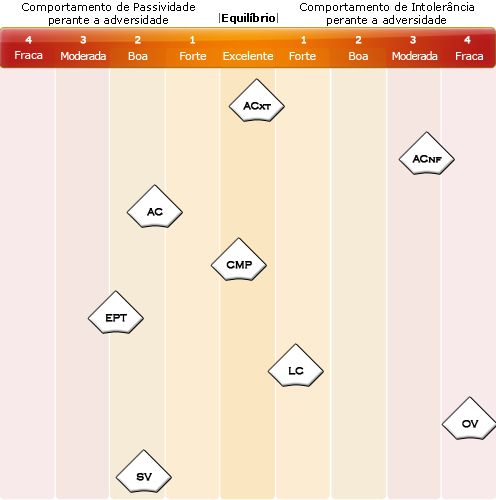 Comportamento de Passividade
perante a adversidade
|Equilíbrio|
Comportamento de Intolerância
perante a adversidade
4 3 2 1 1 2 3 4
Fraca Moderada Boa Forte Excelente Forte Boa Moderada Fraca
ACxt
ACnf
AC
CMP
EPT
LC
OV
SV